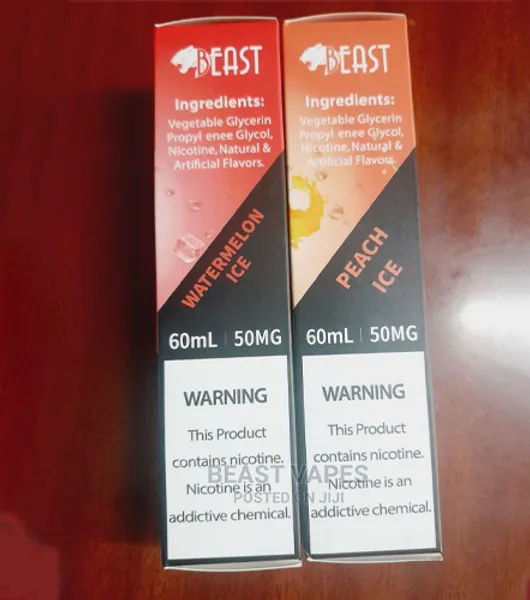 BEAST
Ingredients:
Vegetable Glycerin
Propyl enee Glycol,
Nicotine, Natural &
Artificial Flavors.
WATERMELON
ICE
60mL | 50MG
WARNING
This Product
contains nicotine.
Nicotine is an
addictive chemical.
BEAST
Ingredients:
Vegetable Glycerin
Propyl enee Glycol,
Nicotine, Natural &
Artificial Flavors.
PEACH
ICE
60mL | 50MG
WARNING
This Product
contains nicotine.
Nicotine is an
addictive chemical.
BEAST VAPES
POSTED ON JIJI